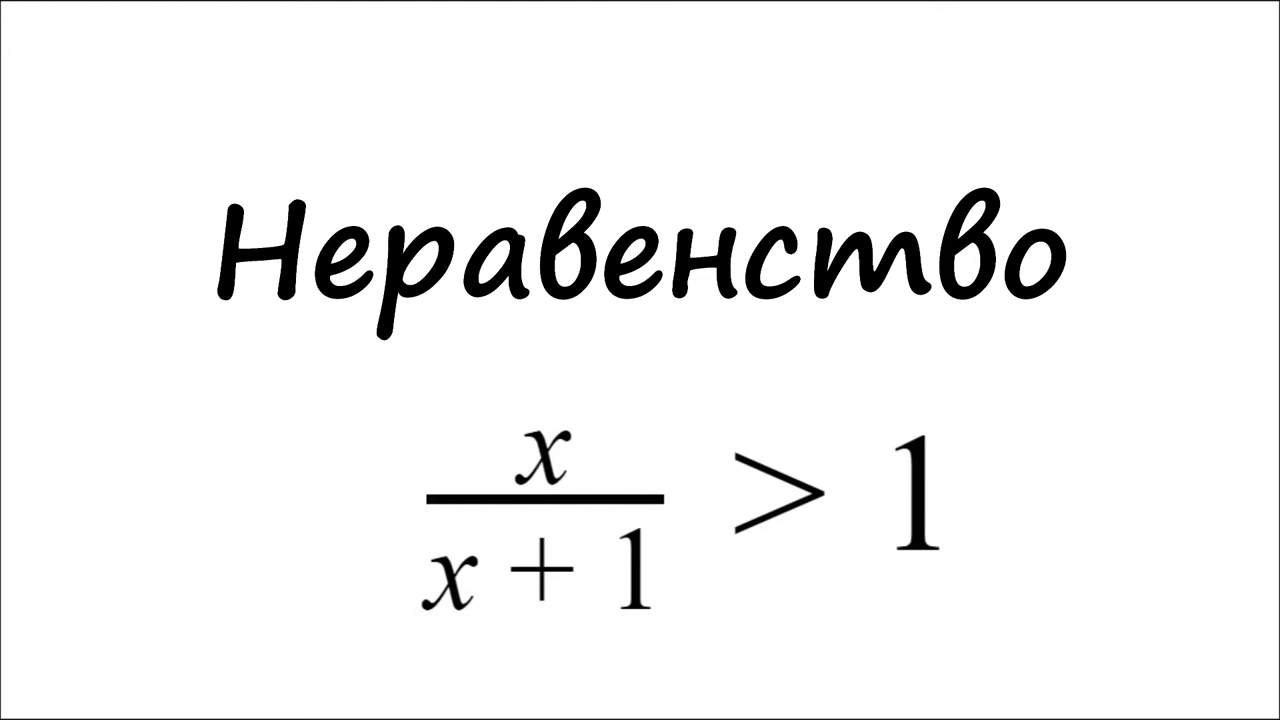 Неравенство
x/(x + 1) > 1